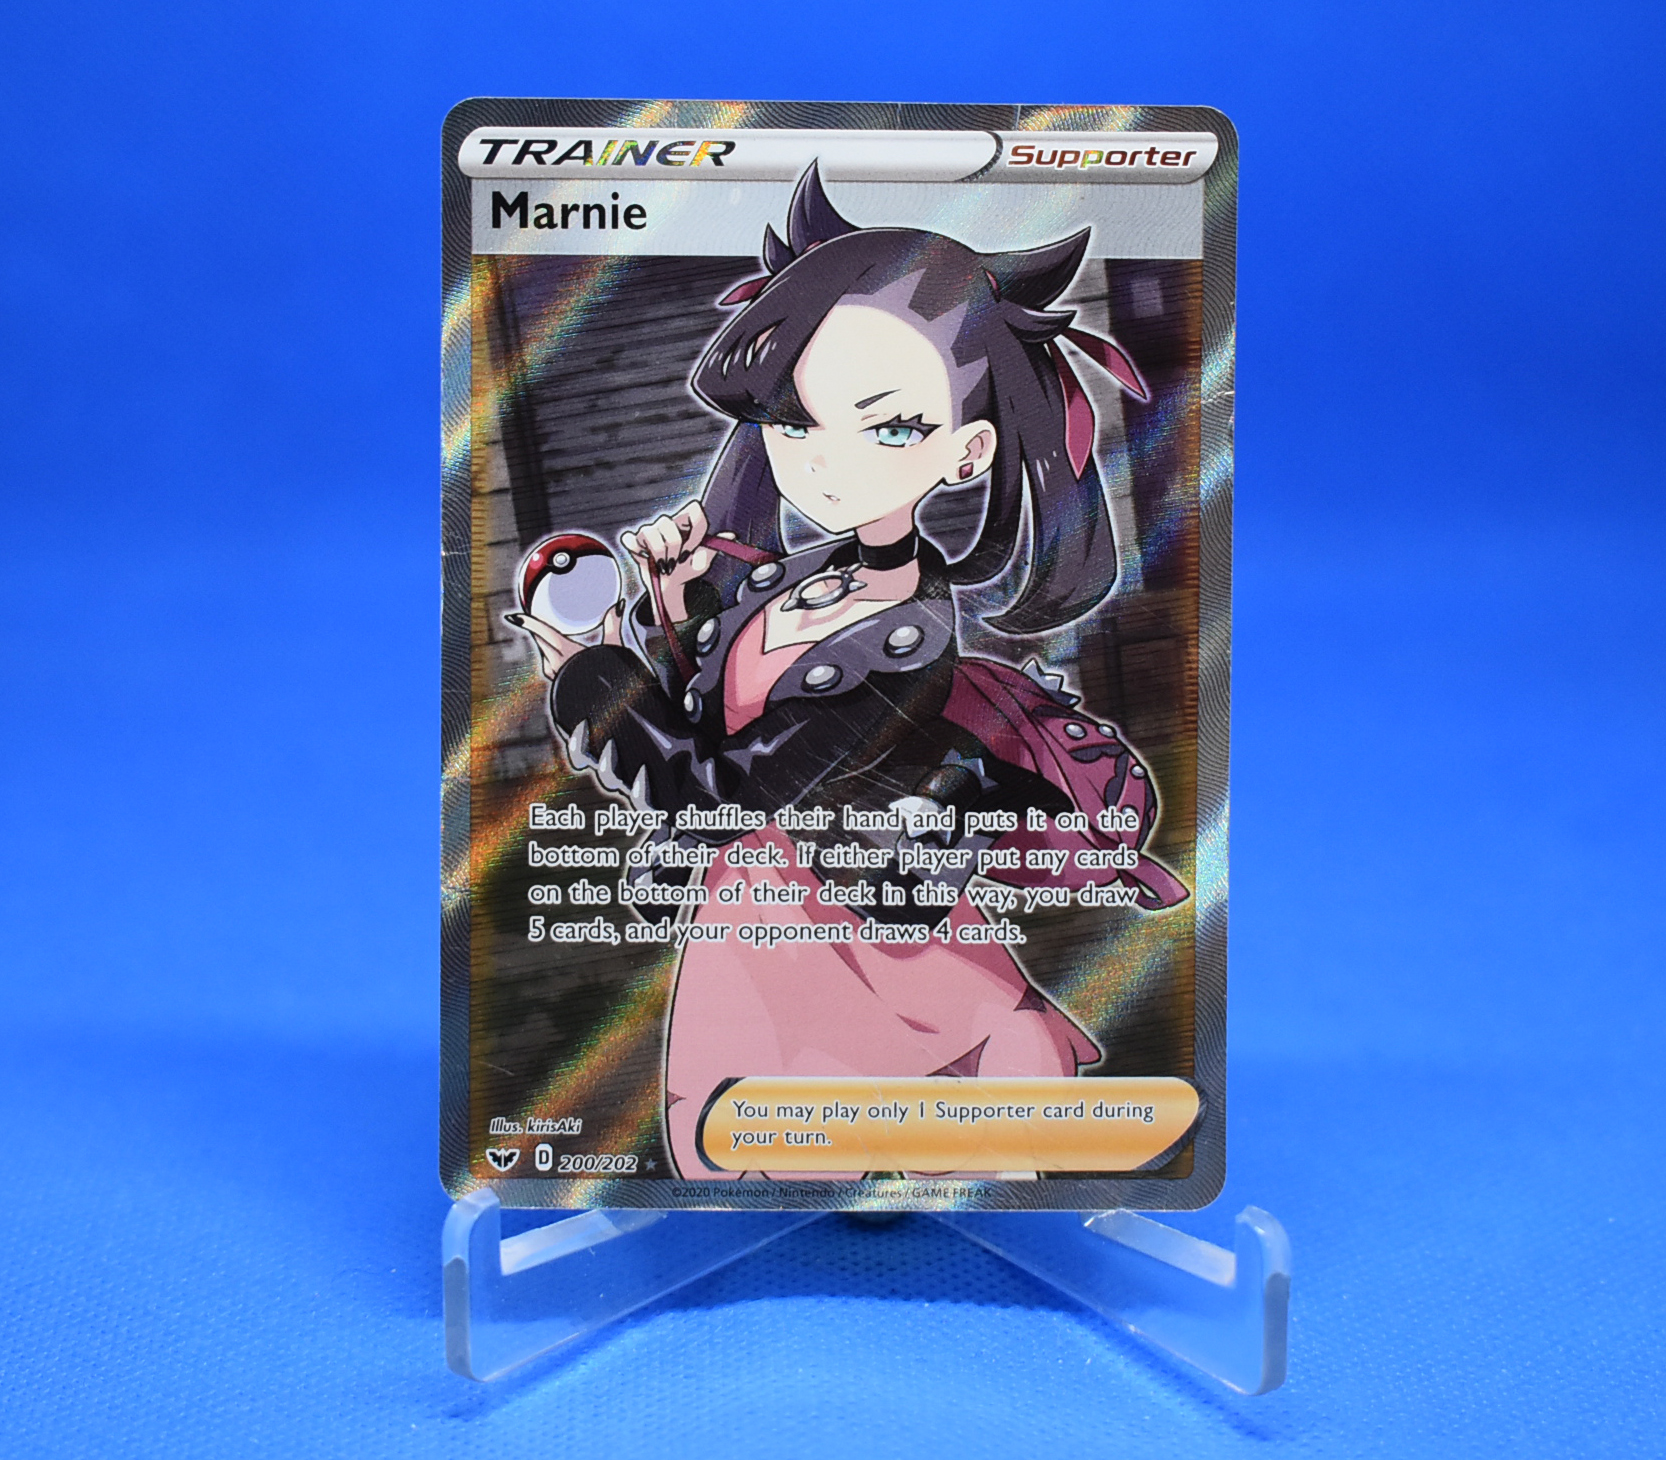 TRAINER Supporter
Marnie
Each player shuffles their hand and puts it on the
bottom of their deck. If either player put any cards
on the bottom of their deck in this way, you draw
5 cards, and your opponent draws 4 cards.
You may play only 1 Supporter card during
your turn.
Illus. kirisAki
D 200/202
©2020 Pokémon / Nintendo / Creatures / GAME FREAK